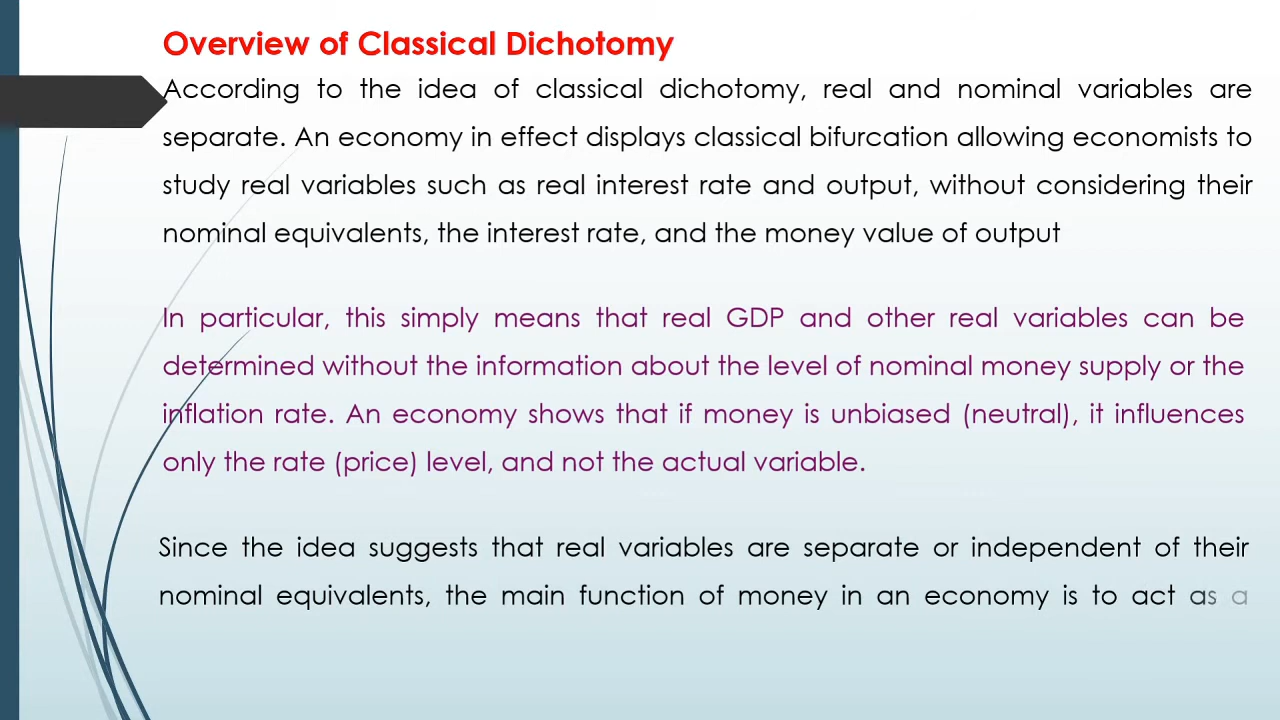 Overview of Classical Dichotomy
According to the idea of classical dichotomy, real and nominal variables are
separate. An economy in effect displays classical bifurcation allowing economists to
study real variables such as real interest rate and output, without considering their
nominal equivalents, the interest rate, and the money value of output
In particular, this simply means that real GDP and other real variables can be
determined without the information about the level of nominal money supply or the
inflation rate. An economy shows that if money is unbiased (neutral), it influences
only the rate (price) level, and not the actual variable.
Since the idea suggests that real variables are separate or independent of their
nominal equivalents, the main function of money in an economy is to act as a